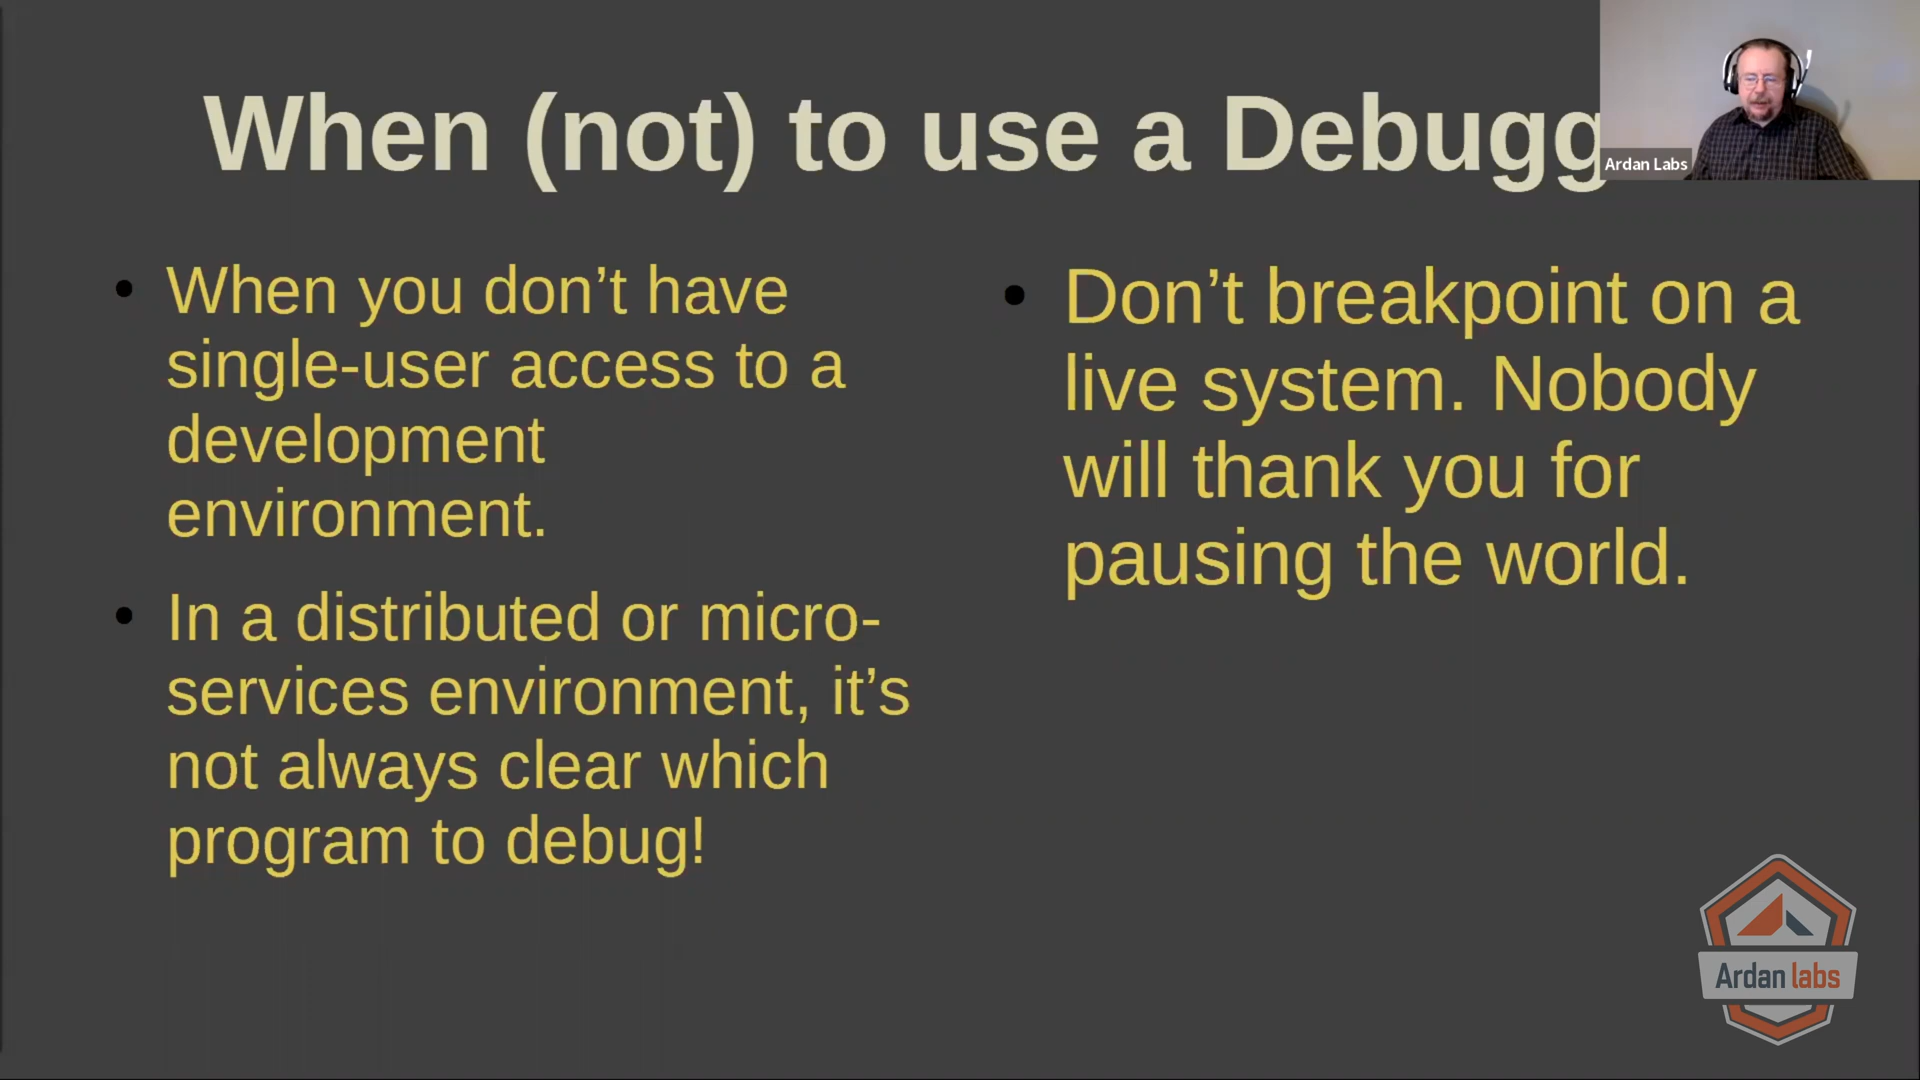 When (not) to use a Debugg
Ardan Labs
When you don’t have
single-user access to a
development
environment.
In a distributed or micro-
services environment, it’s
not always clear which
program to debug!
Don’t breakpoint on a
live system. Nobody
will thank you for
pausing the world.
Ardan labs